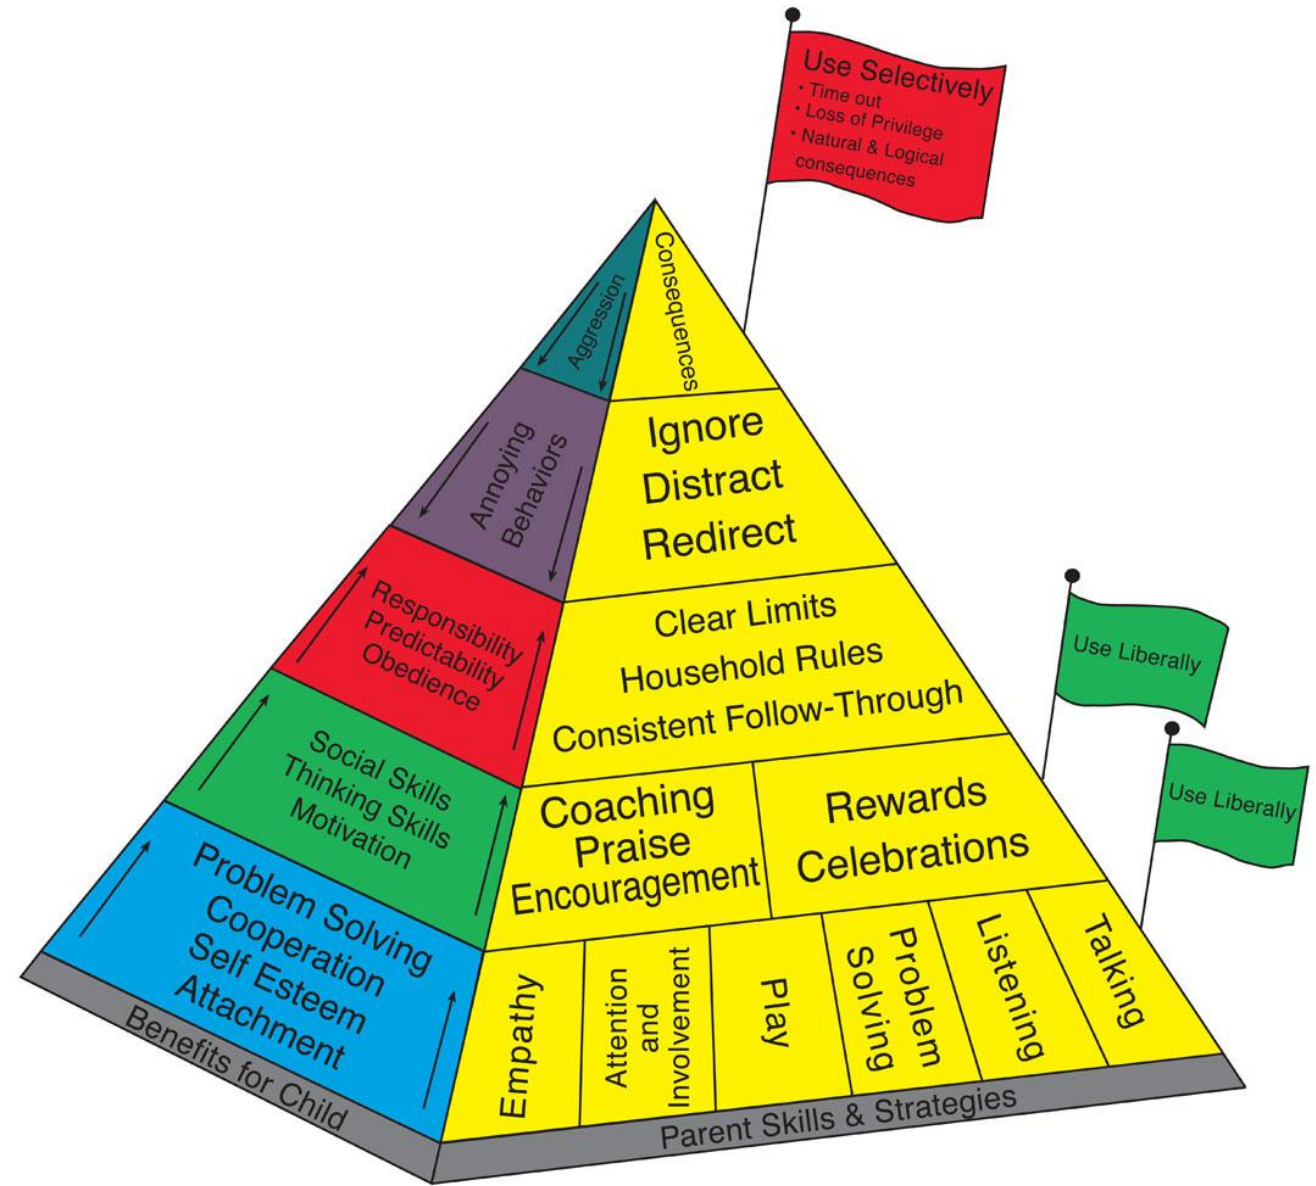 Use Selectively
• Time out
• Loss of Privilege
• Natural & Logical
consequences
Aggression
Consequences
Annoying
Behaviors
Ignore
Distract
Redirect
Responsibility
Predictability
Obedience
Clear Limits
Household Rules
Consistent Follow-Through
Use Liberally
Social Skills
Thinking Skills
Motivation
Coaching
Praise
Encouragement
Rewards
Celebrations
Use Liberally
Problem Solving
Cooperation
Self Esteem
Attachment
Empathy
Attention
and
Involvement
Play
Problem
Solving
Listening
Talking
Benefits for Child
Parent Skills & Strategies